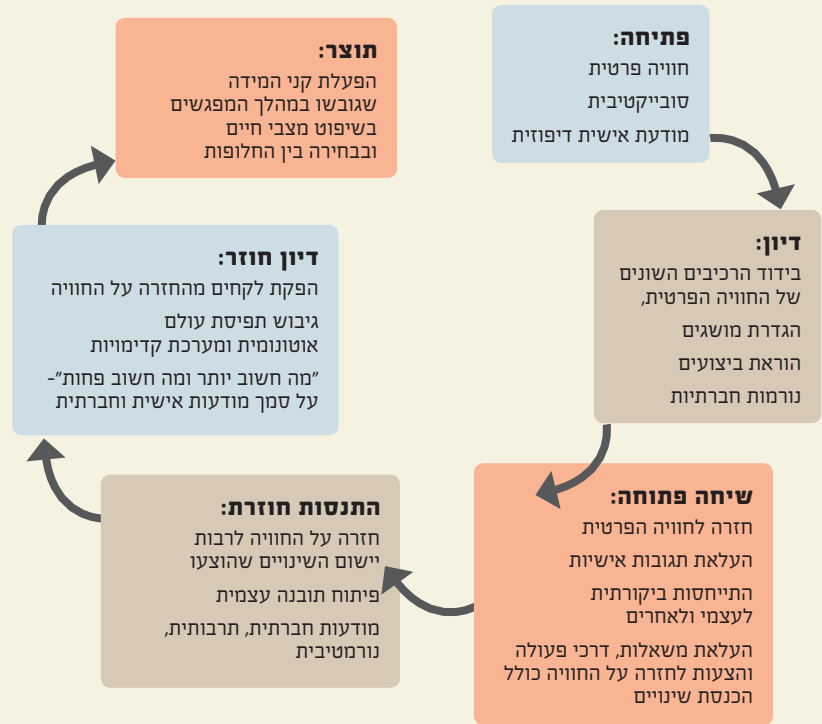 פתיחה:
חוויה פרטית
סובייקטיבית
מודעת אישית דיפוזית
דיון:
בידוד הרכיבים השונים
של החוויה הפרטית,
הגדרת מושגים
הוראת ביצועים
נורמות חברתיות
שיחה פתוחה:
חזרה לחוויה הפרטית
העלאת תגובות אישיות
התייחסות ביקורתית
לעצמי ולאחרים
העלאת משאלות, דרכי פעולה
והצעות לחזרה על החוויה כולל
הכנסת שינויים
התנסות חוזרת:
חזרה על החוויה לרבות
יישום השינויים שהוצעו
פיתוח תובנה עצמית
מודעות חברתית, תרבותית,
נורמטיבית
דיון חוזר:
הפקת לקחים מהחזרה על החוויה
גיבוש תפיסת עולם
אוטונומית ומערכת קדימויות
"מה חשוב יותר ומה חשוב פחות"-
על סמך מודעות אישית וחברתית
תוצר:
הפעלת קני המידה
שגובשו במהלך המפגשים
בשיפוט מצבי חיים
ובבחירה בין החלופות